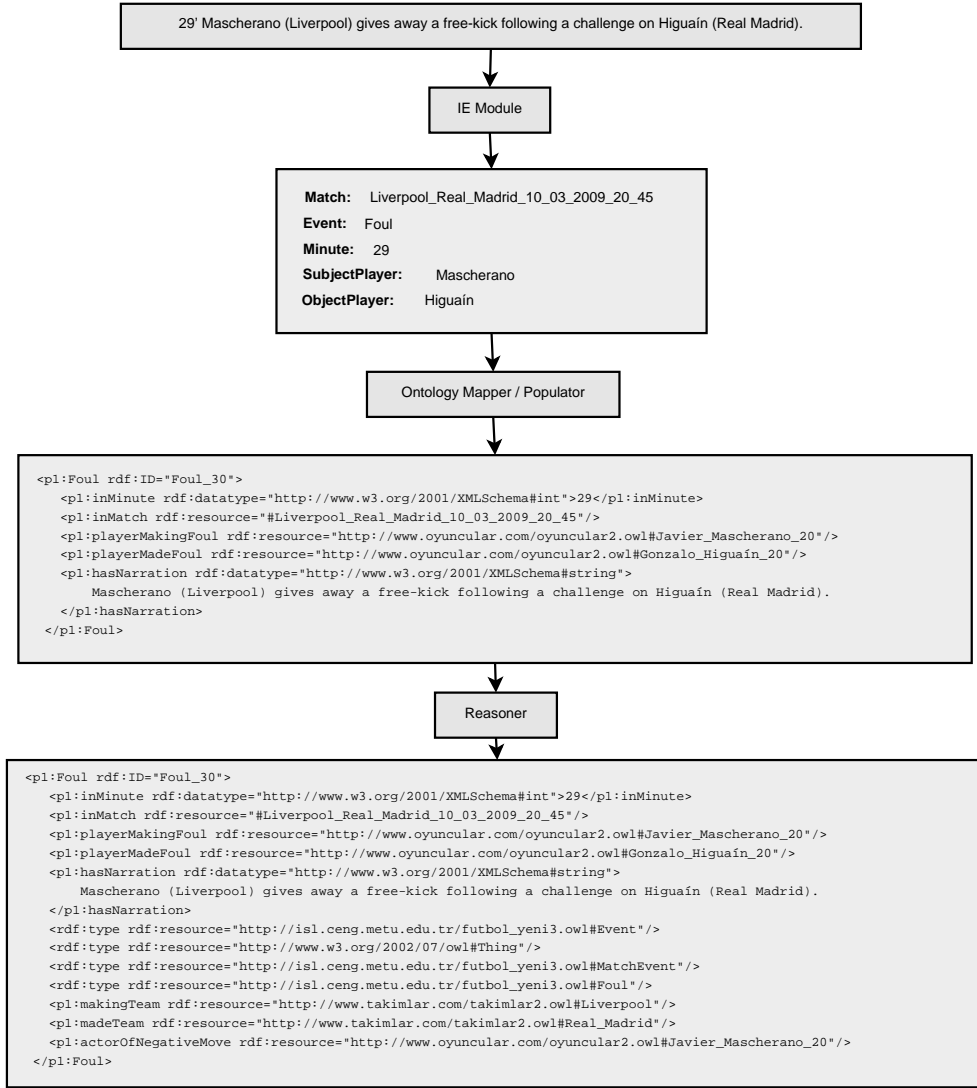 29' Mascherano (Liverpool) gives away a free-kick following a challenge on Higuaín (Real Madrid).
IE Module
Match: Liverpool_Real_Madrid_10_03_2009_20_45
Event: Foul
Minute: 29
SubjectPlayer: Mascherano
ObjectPlayer: Higuaín
Ontology Mapper / Populator
<p1:Foul rdf:ID="Foul_30">
<p1:inMinute rdf:datatype="http://www.w3.org/2001/XMLSchema#int">29</p1:inMinute>
<p1:inMatch rdf:resource="#Liverpool_Real_Madrid_10_03_2009_20_45"/>
<p1:playerMakingFoul rdf:resource="http://www.oyuncular.com/oyuncular2.owl#Javier_Mascherano_20"/>
<p1:playerMadeFoul rdf:resource="http://www.oyuncular.com/oyuncular2.owl#Gonzalo_Higuaín_20"/>
<p1:hasNarration rdf:datatype="http://www.w3.org/2001/XMLSchema#string">
Mascherano (Liverpool) gives away a free-kick following a challenge on Higuaín (Real Madrid).
</p1:hasNarration>
</p1:Foul>
Reasoner
<p1:Foul rdf:ID="Foul_30">
<p1:inMinute rdf:datatype="http://www.w3.org/2001/XMLSchema#int">29</p1:inMinute>
<p1:inMatch rdf:resource="#Liverpool_Real_Madrid_10_03_2009_20_45"/>
<p1:playerMakingFoul rdf:resource="http://www.oyuncular.com/oyuncular2.owl#Javier_Mascherano_20"/>
<p1:playerMadeFoul rdf:resource="http://www.oyuncular.com/oyuncular2.owl#Gonzalo_Higuaín_20"/>
<p1:hasNarration rdf:datatype="http://www.w3.org/2001/XMLSchema#string">
Mascherano (Liverpool) gives away a free-kick following a challenge on Higuaín (Real Madrid).
</p1:hasNarration>
<rdf:type rdf:resource="http://isl.ceng.metu.edu.tr/futbol_yeni3.owl#Event"/>
<rdf:type rdf:resource="http://www.w3.org/2002/07/owl#Thing"/>
<rdf:type rdf:resource="http://isl.ceng.metu.edu.tr/futbol_yeni3.owl#MatchEvent"/>
<rdf:type rdf:resource="http://isl.ceng.metu.edu.tr/futbol_yeni3.owl#Foul"/>
<p1:makingTeam rdf:resource="http://www.takimlar.com/takimlar2.owl#Liverpool"/>
<p1:madeTeam rdf:resource="http://www.takimlar.com/takimlar2.owl#Real_Madrid"/>
<p1:actorOfNegativeMove rdf:resource="http://www.oyuncular.com/oyuncular2.owl#Javier_Mascherano_20"/>
</p1:Foul>